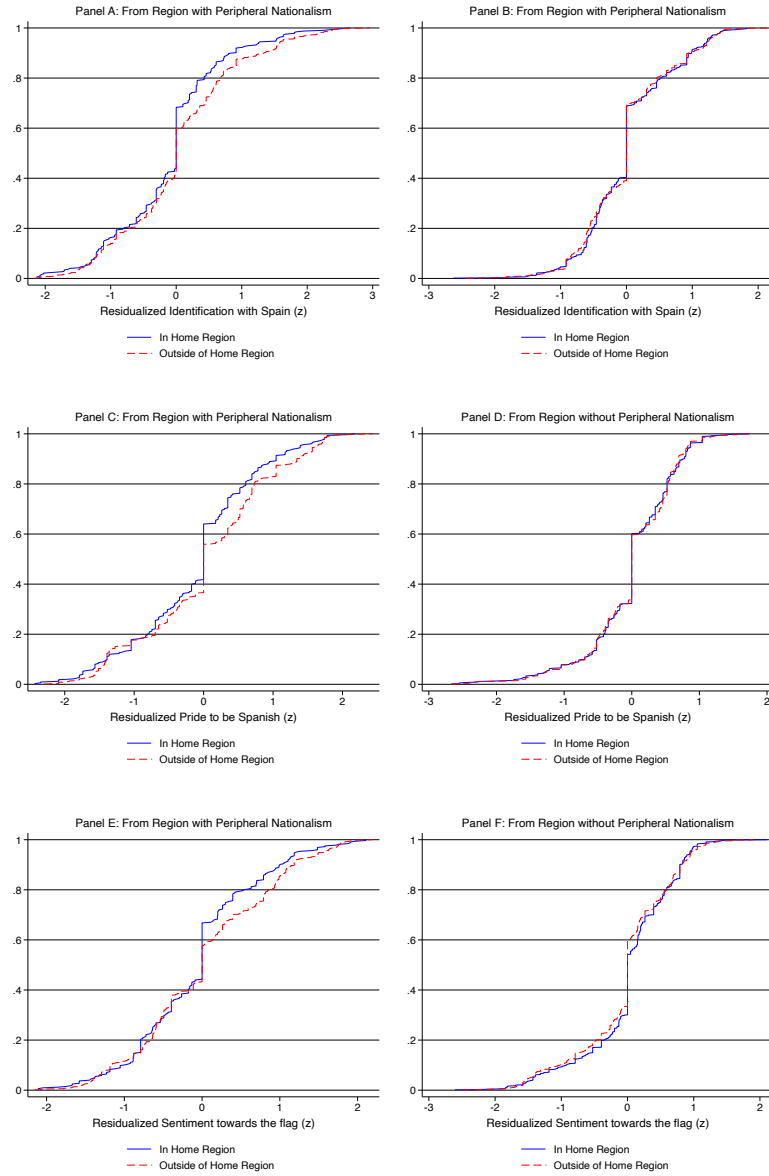 Panel A: From Region with Peripheral Nationalism
1
.8
.6
.4
.2
0
-2 -1 0 1 2 3
Residualized Identification with Spain (z)
In Home Region
Outside of Home Region
Panel B: From Region with Peripheral Nationalism
1
.8
.6
.4
.2
0
-3 -2 -1 0 1 2
Residualized Identification with Spain (z)
In Home Region
Outside of Home Region
Panel C: From Region with Peripheral Nationalism
1
.8
.6
.4
.2
0
-2 -1 0 1 2
Residualized Pride to be Spanish (z)
In Home Region
Outside of Home Region
Panel D: From Region without Peripheral Nationalism
1
.8
.6
.4
.2
0
-3 -2 -1 0 1 2
Residualized Pride to be Spanish (z)
In Home Region
Outside of Home Region
Panel E: From Region with Peripheral Nationalism
1
.8
.6
.4
.2
0
-2 -1 0 1 2
Residualized Sentiment towards the flag (z)
In Home Region
Outside of Home Region
Panel F: From Region without Peripheral Nationalism
1
.8
.6
.4
.2
0
-3 -2 -1 0 1 2
Residualized Sentiment towards the flag (z)
In Home Region
Outside of Home Region